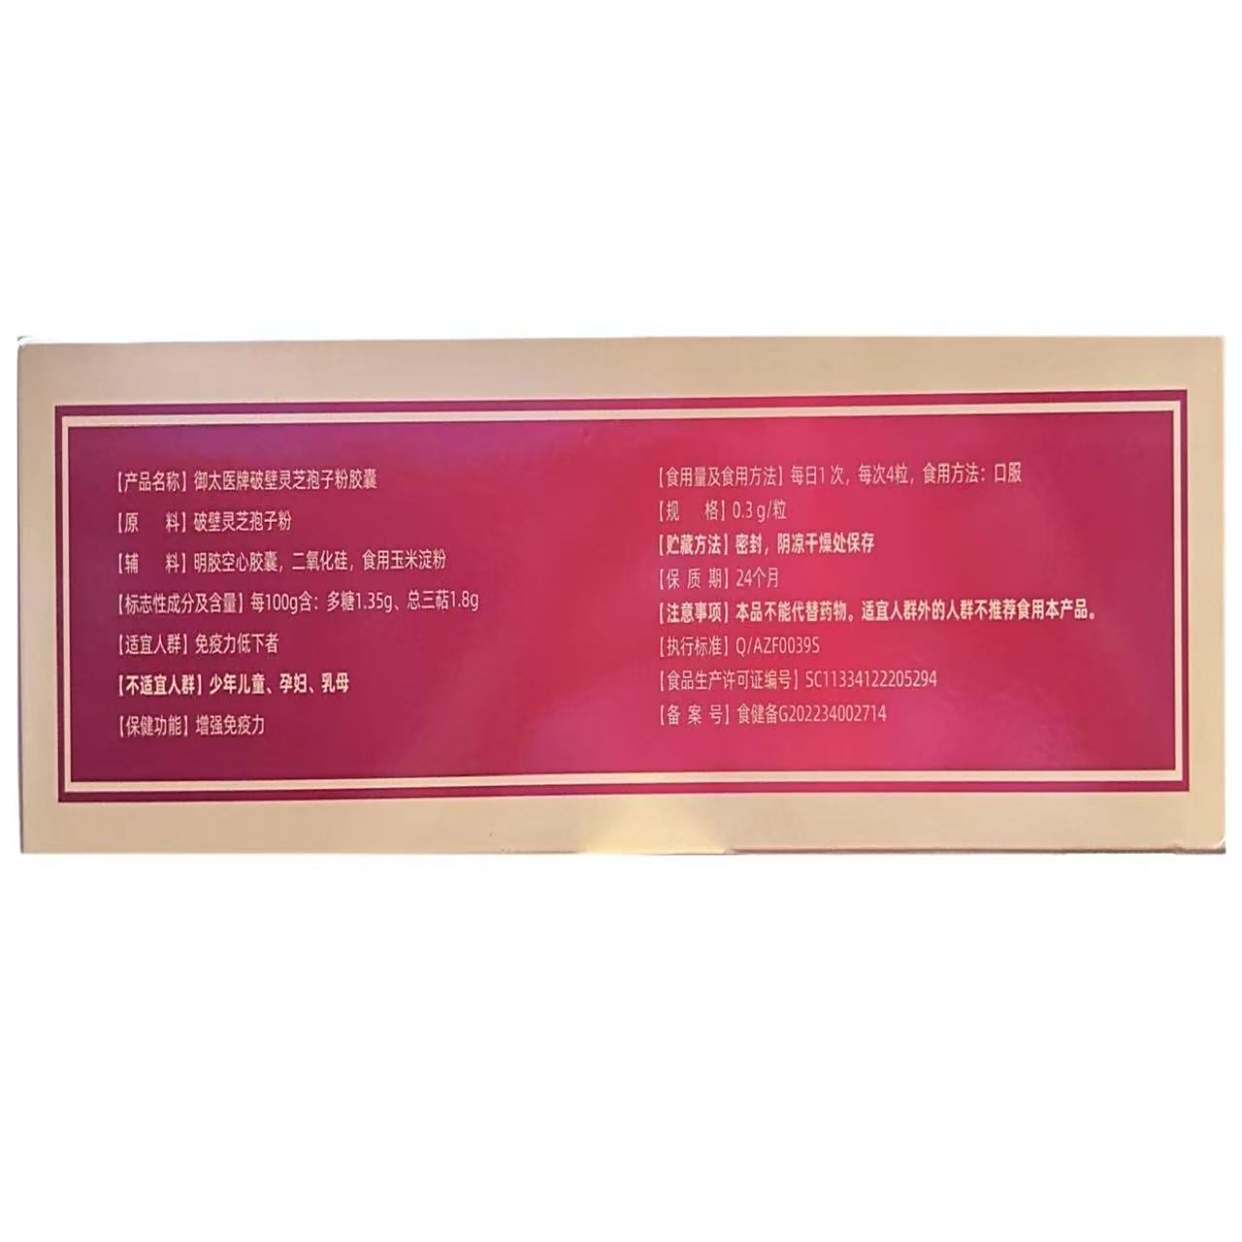 【产品名称】御太医牌破壁灵芝孢子粉胶囊
【原 料】破壁灵芝孢子粉
【辅 料】明胶空心胶囊，二氧化硅，食用玉米淀粉
【标志性成分及含量】每100g含：多糖1.35g、总三萜1.8g
【适宜人群】免疫力低下者
【不适宜人群】少年儿童、孕妇、乳母
【保健功能】增强免疫力
【食用量及食用方法】每日1 次，每次4粒，食用方法：口服
【规 格】0.3 g/粒
【贮藏方法】密封，阴凉干燥处保存
【保 质 期】24个月
【注意事项】本品不能代替药物。适宜人群外的人群不推荐食用本产品。
【执行标准】Q/AZF0039S
【食品生产许可证编号】SC11334122205294
【备 案 号】食健备G202234002714